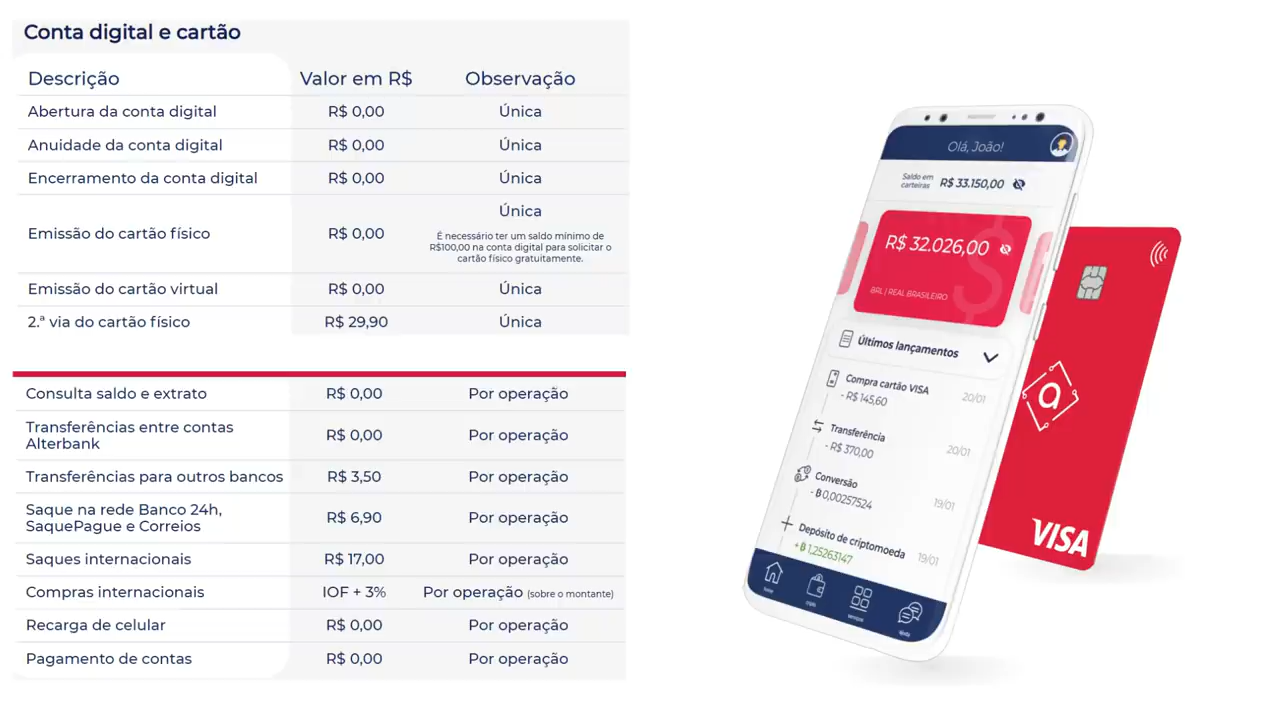 Conta digital e cartão
Descrição Valor em R$ Observação
Abertura da conta digital R$ 0,00 Única
Anuidade da conta digital R$ 0,00 Única
Encerramento da conta digital R$ 0,00 Única
Emissão do cartão físico R$ 0,00 Única
É necessário ter um saldo mínimo de
R$100,00 na conta digital para solicitar o
cartão físico gratuitamente.
Emissão do cartão virtual R$ 0,00 Única
2.ª via do cartão físico R$ 29,90 Única
Consulta saldo e extrato R$ 0,00 Por operação
Transferências entre contas
Alterbank R$ 0,00 Por operação
Transferências para outros bancos R$ 3,50 Por operação
Saque na rede Banco 24h,
SaquePague e Correios R$ 6,90 Por operação
Saques internacionais R$ 17,00 Por operação
Compras internacionais IOF + 3% Por operação (sobre o montante)
Recarga de celular R$ 0,00 Por operação
Pagamento de contas R$ 0,00 Por operação
Olá, João!
Saldo em
carteiras R$ 33.150,00
R$ 32.026,00
BRL | REAL BRASILEIRO
Últimos lançamentos
Compra cartão VISA 20/01
- R$ 145,60
Transferência 20/01
- R$ 370,00
Conversão 19/01
- ₿ 0,00257524
Depósito de criptomoeda 19/01
+ ₿ 1,25263147
home cripto serviços ajuda
a
VISA